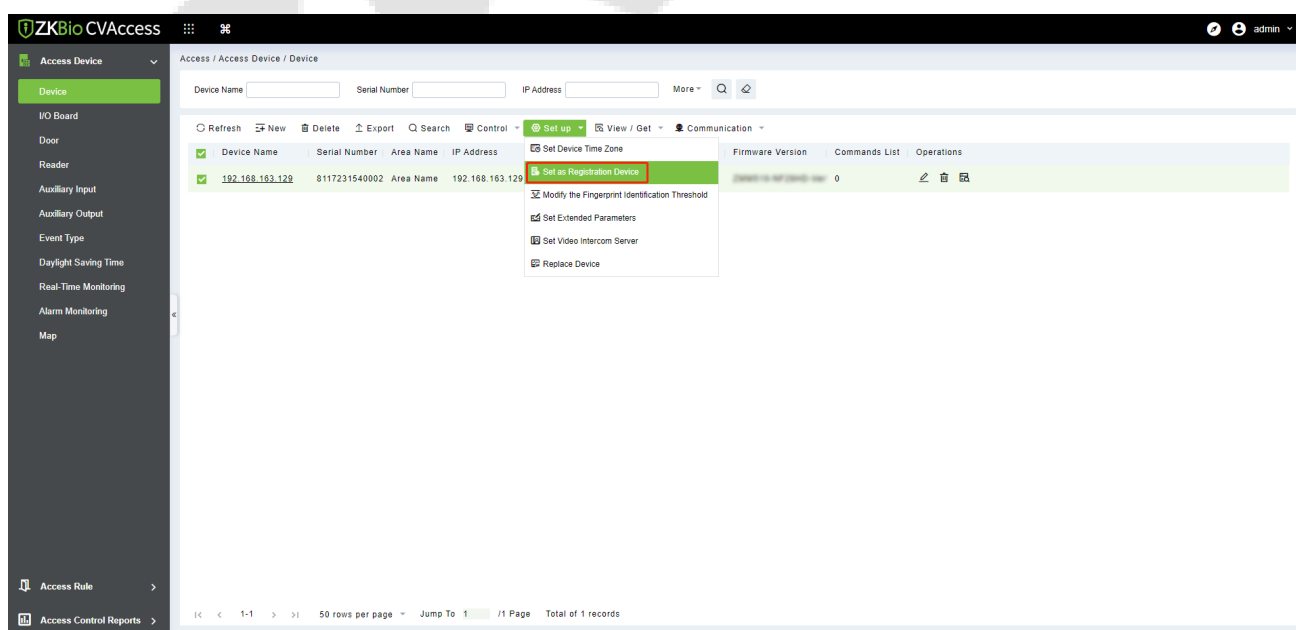 ZKBio CVAccess
admin
Access Device
Access / Access Device / Device
Device
Device Name Serial Number IP Address More
I/O Board
Door
Refresh New Delete Export Search Control Set up View / Get Communication
Set Device Time Zone
Device Name Serial Number Area Name IP Address Firmware Version Commands List Operations
Reader
Set as Registration Device
192.168.163.129 8117231540002 Area Name 192.168.163.129 0
Auxiliary Input
Modify the Fingerprint Identification Threshold
Auxiliary Output
Set Extended Parameters
Event Type
Set Video Intercom Server
Daylight Saving Time
Replace Device
Real-Time Monitoring
Alarm Monitoring
Map
Access Rule
Access Control Reports
1-1 50 rows per page Jump To 1 /1 Page Total of 1 records